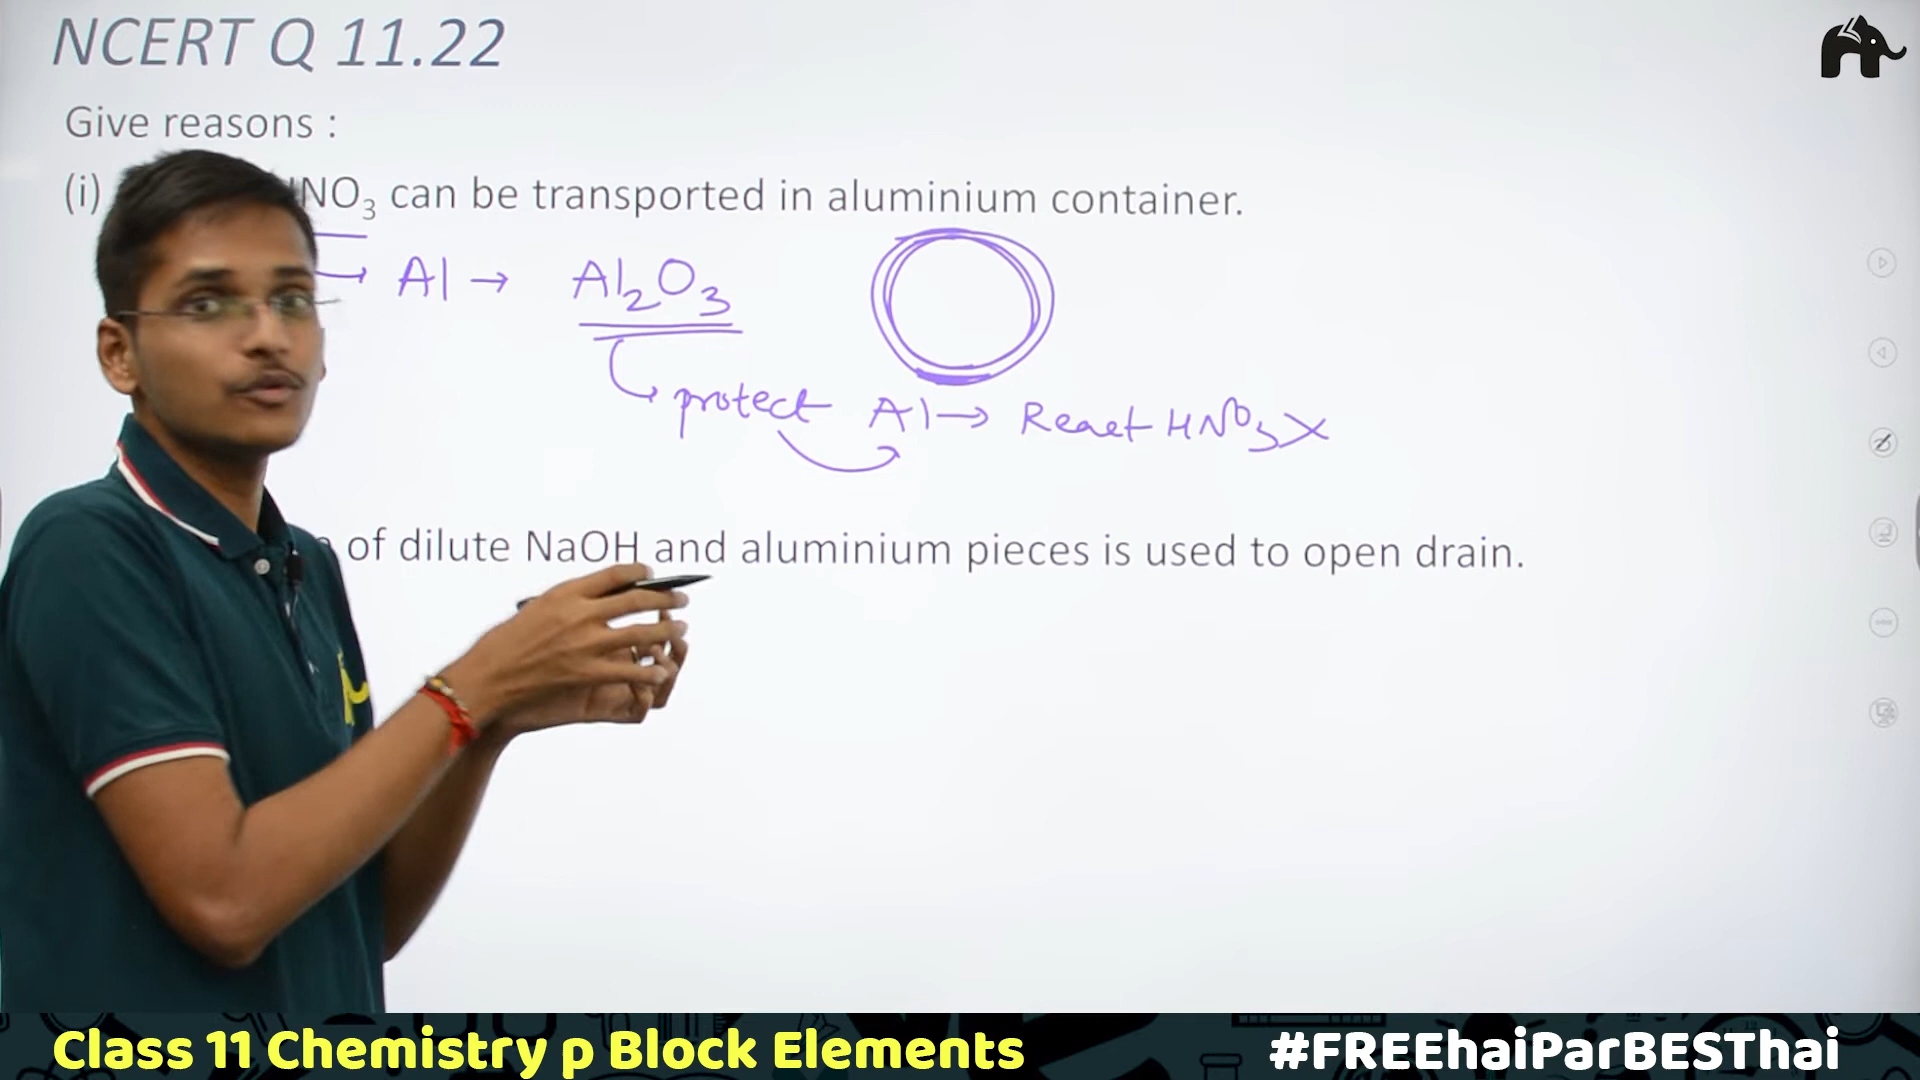 NCERT Q 11.22
Give reasons :
(i) NO₃ can be transported in aluminium container.
→ Al → Al₂O₃
protect Al → React HNO₃ X
of dilute NaOH and aluminium pieces is used to open drain.
Class 11 Chemistry p Block Elements
#FREEhaiParBESThai